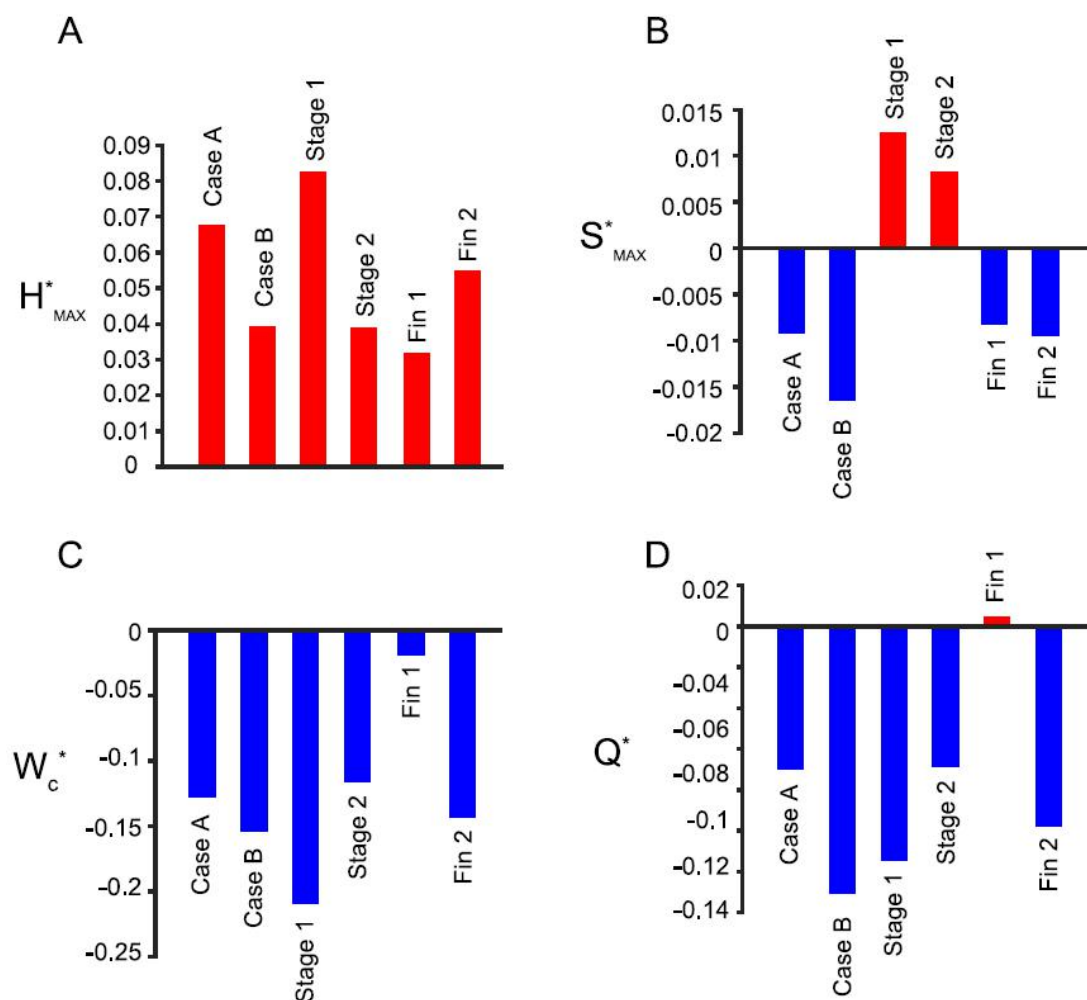 A
H*MAX
0.09
0.08
0.07
0.06
0.05
0.04
0.03
0.02
0.01
0
Case A
Case B
Stage 1
Stage 2
Fin 1
Fin 2
B
S*MAX
0.015
0.01
0.005
0
-0.005
-0.01
-0.015
-0.02
Case A
Case B
Stage 1
Stage 2
Fin 1
Fin 2
C
Wc*
0
-0.05
-0.1
-0.15
-0.2
-0.25
Case A
Case B
Stage 1
Stage 2
Fin 1
Fin 2
D
Q*
0.02
0
-0.04
-0.06
-0.08
-0.1
-0.12
-0.14
Case A
Case B
Stage 1
Stage 2
Fin 1
Fin 2